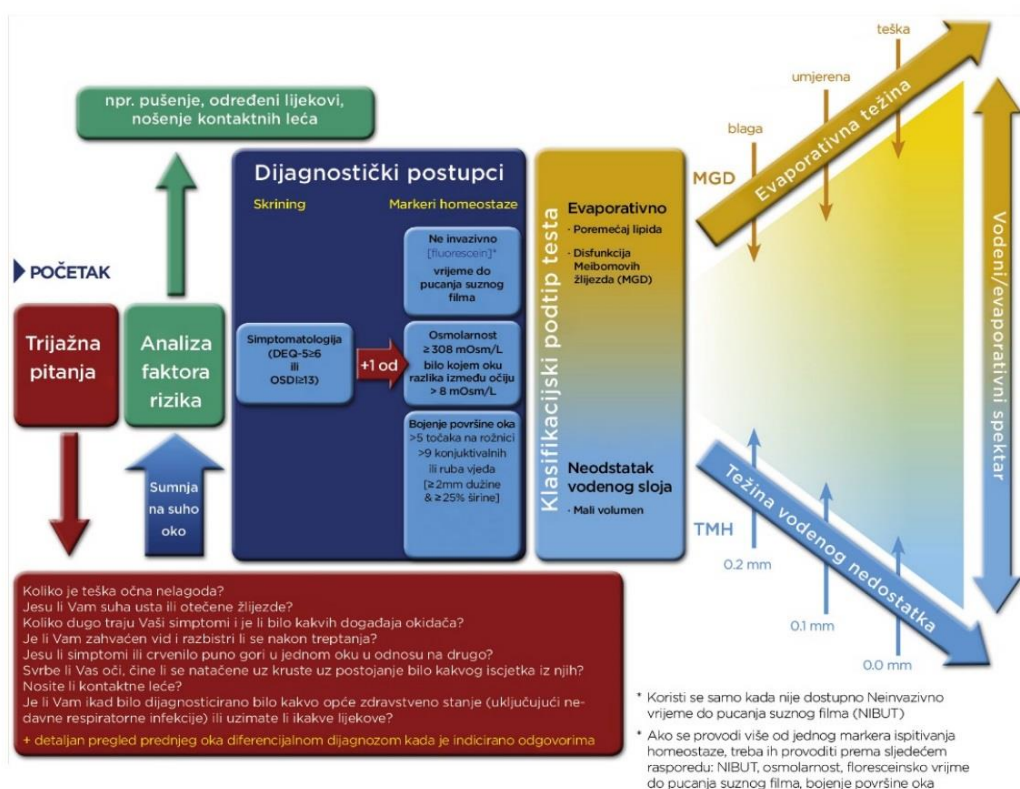 npr. pušenje, određeni lijekovi,
nošenje kontaktnih leća
POČETAK
Trijažna
pitanja
Analiza
faktora
rizika
Sumnja
na suho
oko
Dijagnostički postupci
Skrining
Markeri homeostaze
Simptomatologija
(DEQ-5≥6
ili
OSDI≥13)
+1 od
Ne invazivno
[fluorescein]*
vrijeme do
pucanja suznog
filma
Osmolarnost
≥308 mOsm/L
bilo kojem oku
razlika između očiju
> 8 mOsm/L
Bojenje površine oka
>5 točaka na rožnici
>9 konjuktivalnih
ili ruba vjeđa
[≥2mm dužine
& ≥25% širine]
Klasifikacijski podtip testa
Evaporativno
· Poremećaj lipida
· Disfunkcija
Meibomovih
žlijezda (MGD)
Neodstatak
vodenog sloja
· Mali volumen
MGD
blaga
umjerena
teška
Evaporativna težina
Vodeni/evaporativni spektar
TMH
Težina vodenog nedostatka
0.2 mm
0.1 mm
0.0 mm
Koliko je teška očna nelagoda?
Jesu li Vam suha usta ili otečene žlijezde?
Koliko dugo traju Vaši simptomi i je li bilo kakvih događaja okidača?
Je li Vam zahvaćen vid i razbistri li se nakon treptanja?
Jesu li simptomi ili crvenilo puno gori u jednom oku u odnosu na drugo?
Svrbe li Vas oči, čine li se natačene uz kruste uz postojanje bilo kakvog iscjetka iz njih?
Nosite li kontaktne leće?
Je li Vam ikad bilo dijagnosticirano bilo kakvo opće zdravstveno stanje (uključujući ne-
davne respiratorne infekcije) ili uzimate li ikakve lijekove?
+ detaljan pregled prednjeg oka diferencijalnom dijagnozom kada je indicirano odgovorima
* Koristi se samo kada nije dostupno Neinvazivno
vrijeme do pucanja suznog filma (NIBUT)
* Ako se provodi više od jednog markera ispitivanja
homeostaze, treba ih provoditi prema sljedećem
rasporedu: NIBUT, osmolarnost, floresceinsko vrijme
do pucanja suznog filma, bojenje površine oka